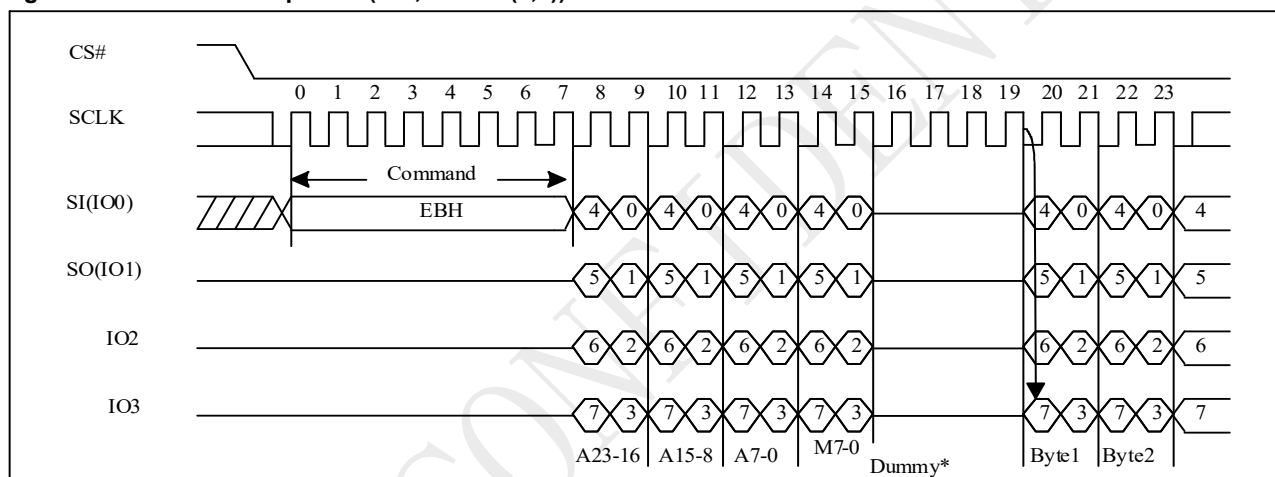 CS#
0 1 2 3 4 5 6 7 8 9 10 11 12 13 14 15 16 17 18 19 20 21 22 23
SCLK
Command
SI(IO0) EBH 4 0 4 0 4 0 4 0 4 0 4 0 4
SO(IO1) 5 1 5 1 5 1 5 1 5 1 5 1 5
IO2 6 2 6 2 6 2 6 2 6 2 6 2 6
IO3 7 3 7 3 7 3 7 3 7 3 7 3 7
A23-16 A15-8 A7-0 M7-0 Dummy* Byte1 Byte2